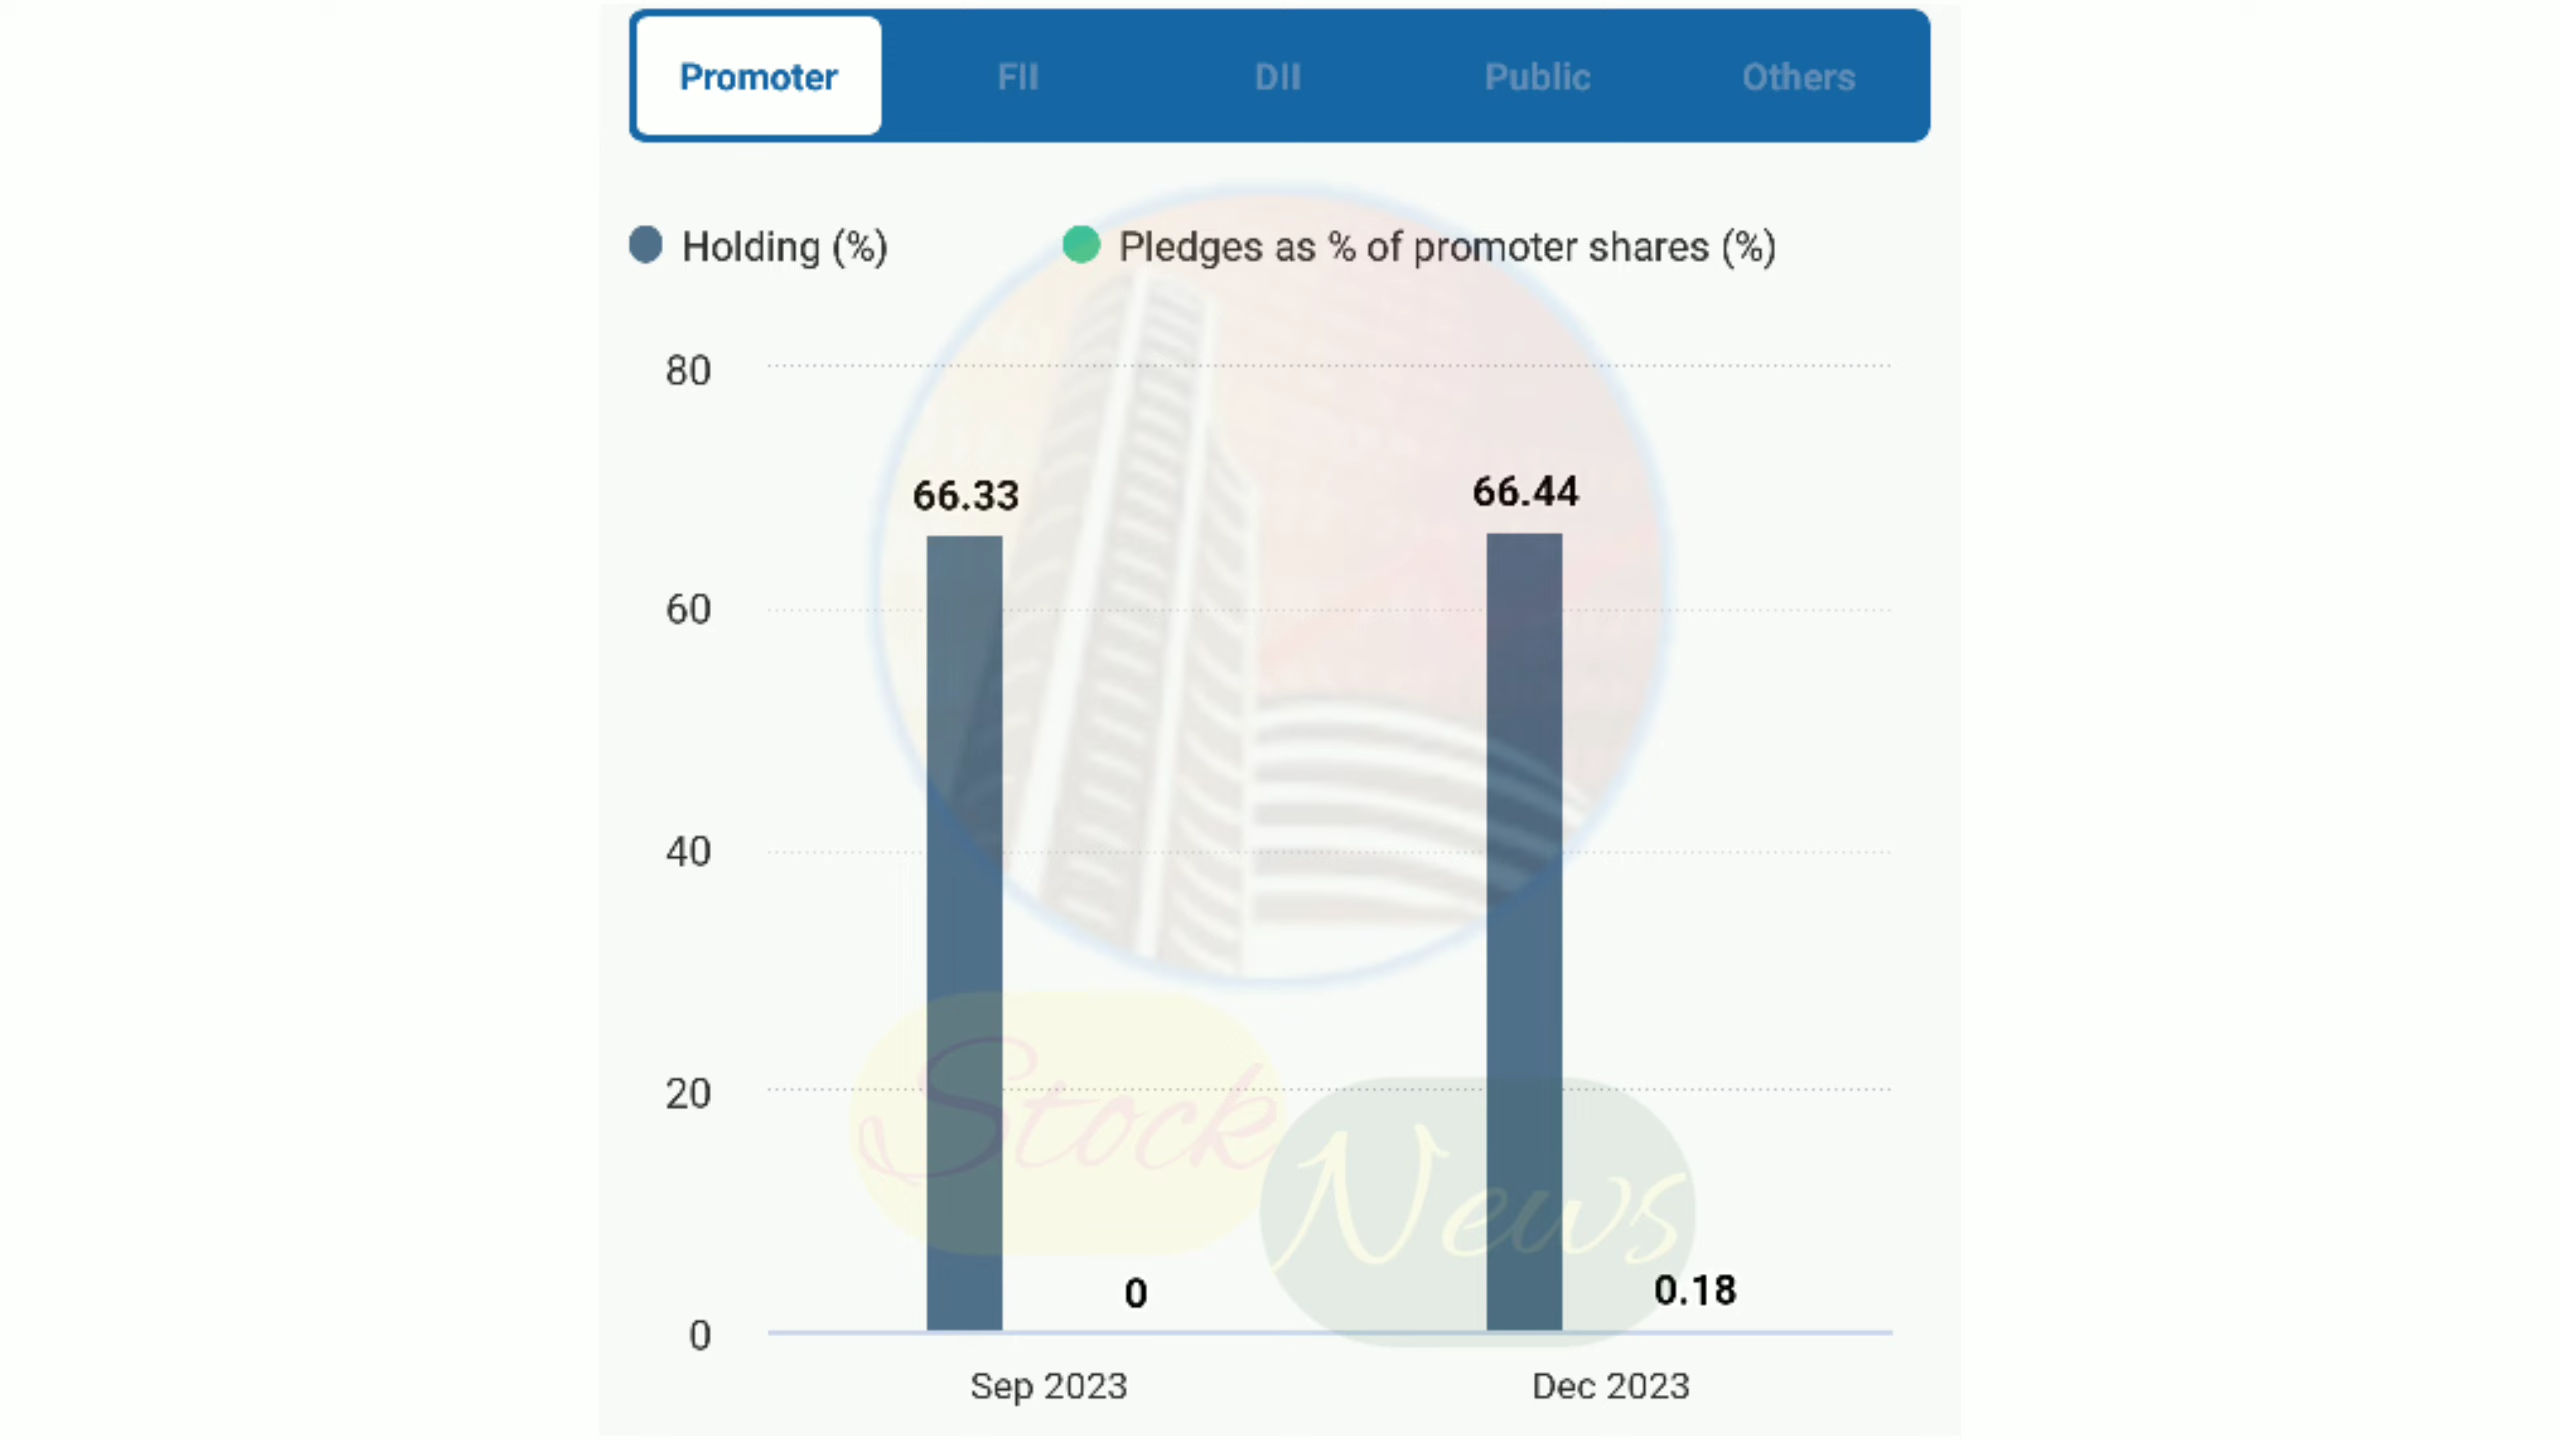 Promoter FII DII Public Others
Holding (%) Pledges as % of promoter shares (%)
80
66.33 66.44
60
40
20
Stock
News
0 0.18
0
Sep 2023 Dec 2023